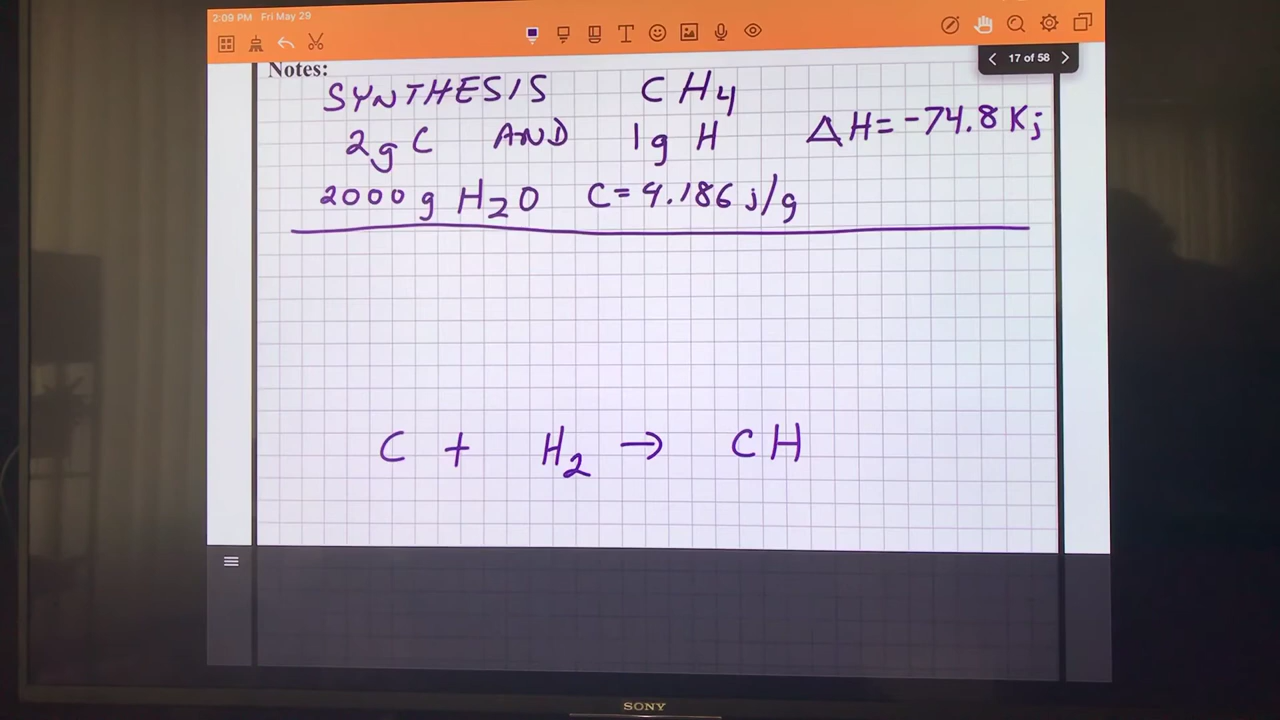 2:09 PM Fri May 29
17 of 58
Notes:
SYNTHESIS CH4
2g C AND 1g H ΔH = -74.8 Kj
2000 g H2O C = 4.186 j/g
C + H2 → CH
SONY